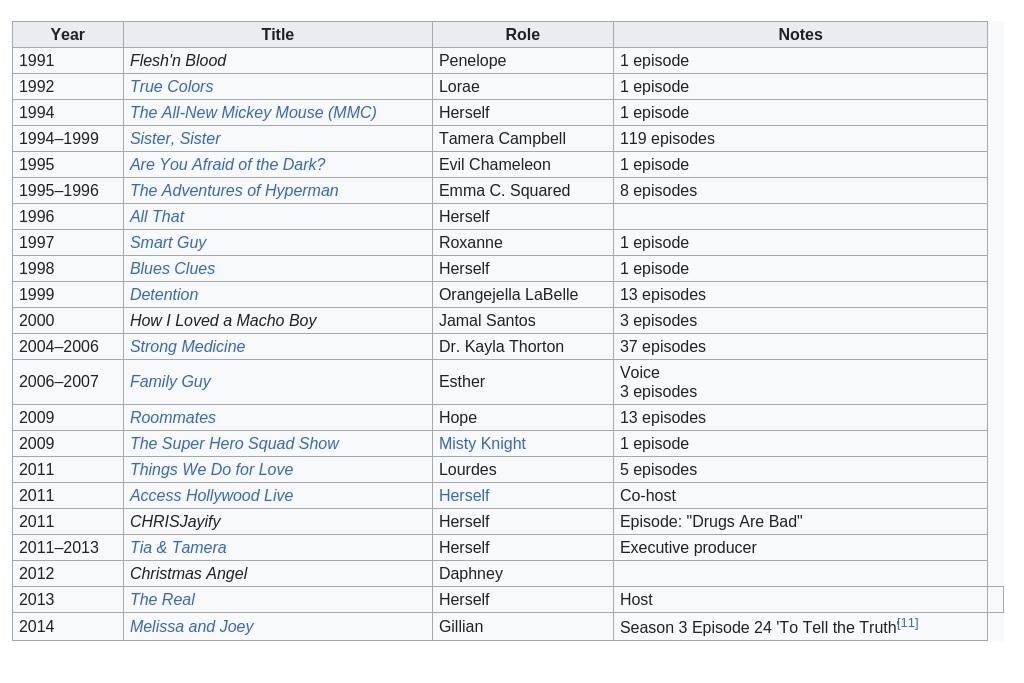 Year Title Role Notes
1991 Flesh'n Blood Penelope 1 episode
1992 True Colors Lorae 1 episode
1994 The All-New Mickey Mouse (MMC) Herself 1 episode
1994–1999 Sister, Sister Tamera Campbell 119 episodes
1995 Are You Afraid of the Dark? Evil Chameleon 1 episode
1995–1996 The Adventures of Hyperman Emma C. Squared 8 episodes
1996 All That Herself
1997 Smart Guy Roxanne 1 episode
1998 Blues Clues Herself 1 episode
1999 Detention Orangejella LaBelle 13 episodes
2000 How I Loved a Macho Boy Jamal Santos 3 episodes
2004–2006 Strong Medicine Dr. Kayla Thorton 37 episodes
2006–2007 Family Guy Esther Voice
3 episodes
2009 Roommates Hope 13 episodes
2009 The Super Hero Squad Show Misty Knight 1 episode
2011 Things We Do for Love Lourdes 5 episodes
2011 Access Hollywood Live Herself Co-host
2011 CHRISJayify Herself Episode: "Drugs Are Bad"
2011–2013 Tia & Tamera Herself Executive producer
2012 Christmas Angel Daphney
2013 The Real Herself Host
2014 Melissa and Joey Gillian Season 3 Episode 24 'To Tell the Truth[11]